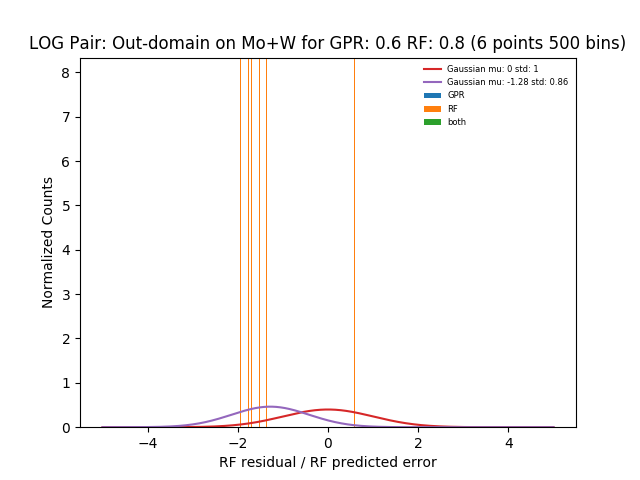 LOG Pair: Out-domain on Mo+W for GPR: 0.6 RF: 0.8 (6 points 500 bins)
Gaussian mu: 0 std: 1
Gaussian mu: -1.28 std: 0.86
GPR
RF
both
Normalized Counts
8
7
6
5
4
3
2
1
0
−4
−2
0
2
4
RF residual / RF predicted error